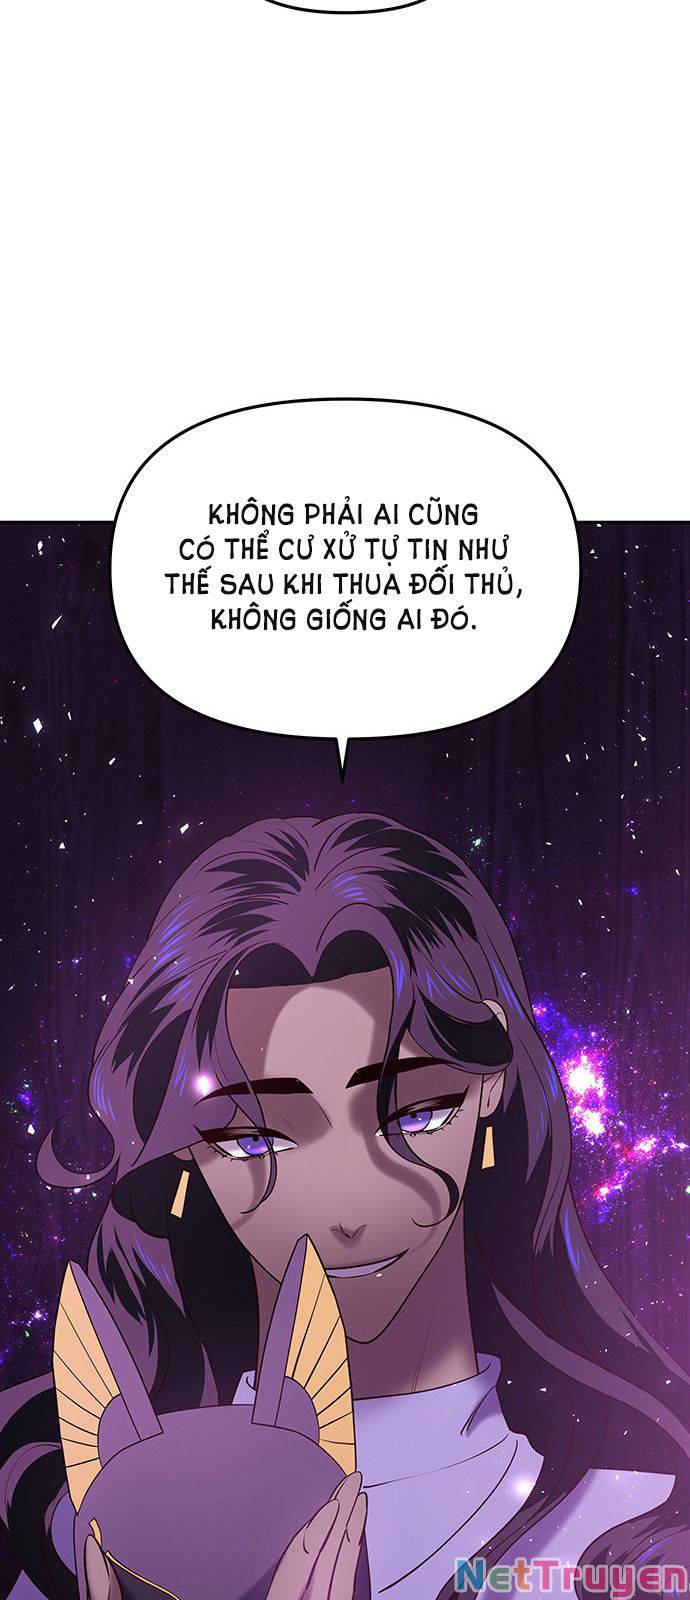 KHÔNG PHẢI AI CŨNG
CÓ THỂ CƯ XỬ TỰ TIN NHƯ
THẾ SAU KHI THUA ĐỐI THỦ,
KHÔNG GIỐNG AI ĐÓ.
NetTruyen